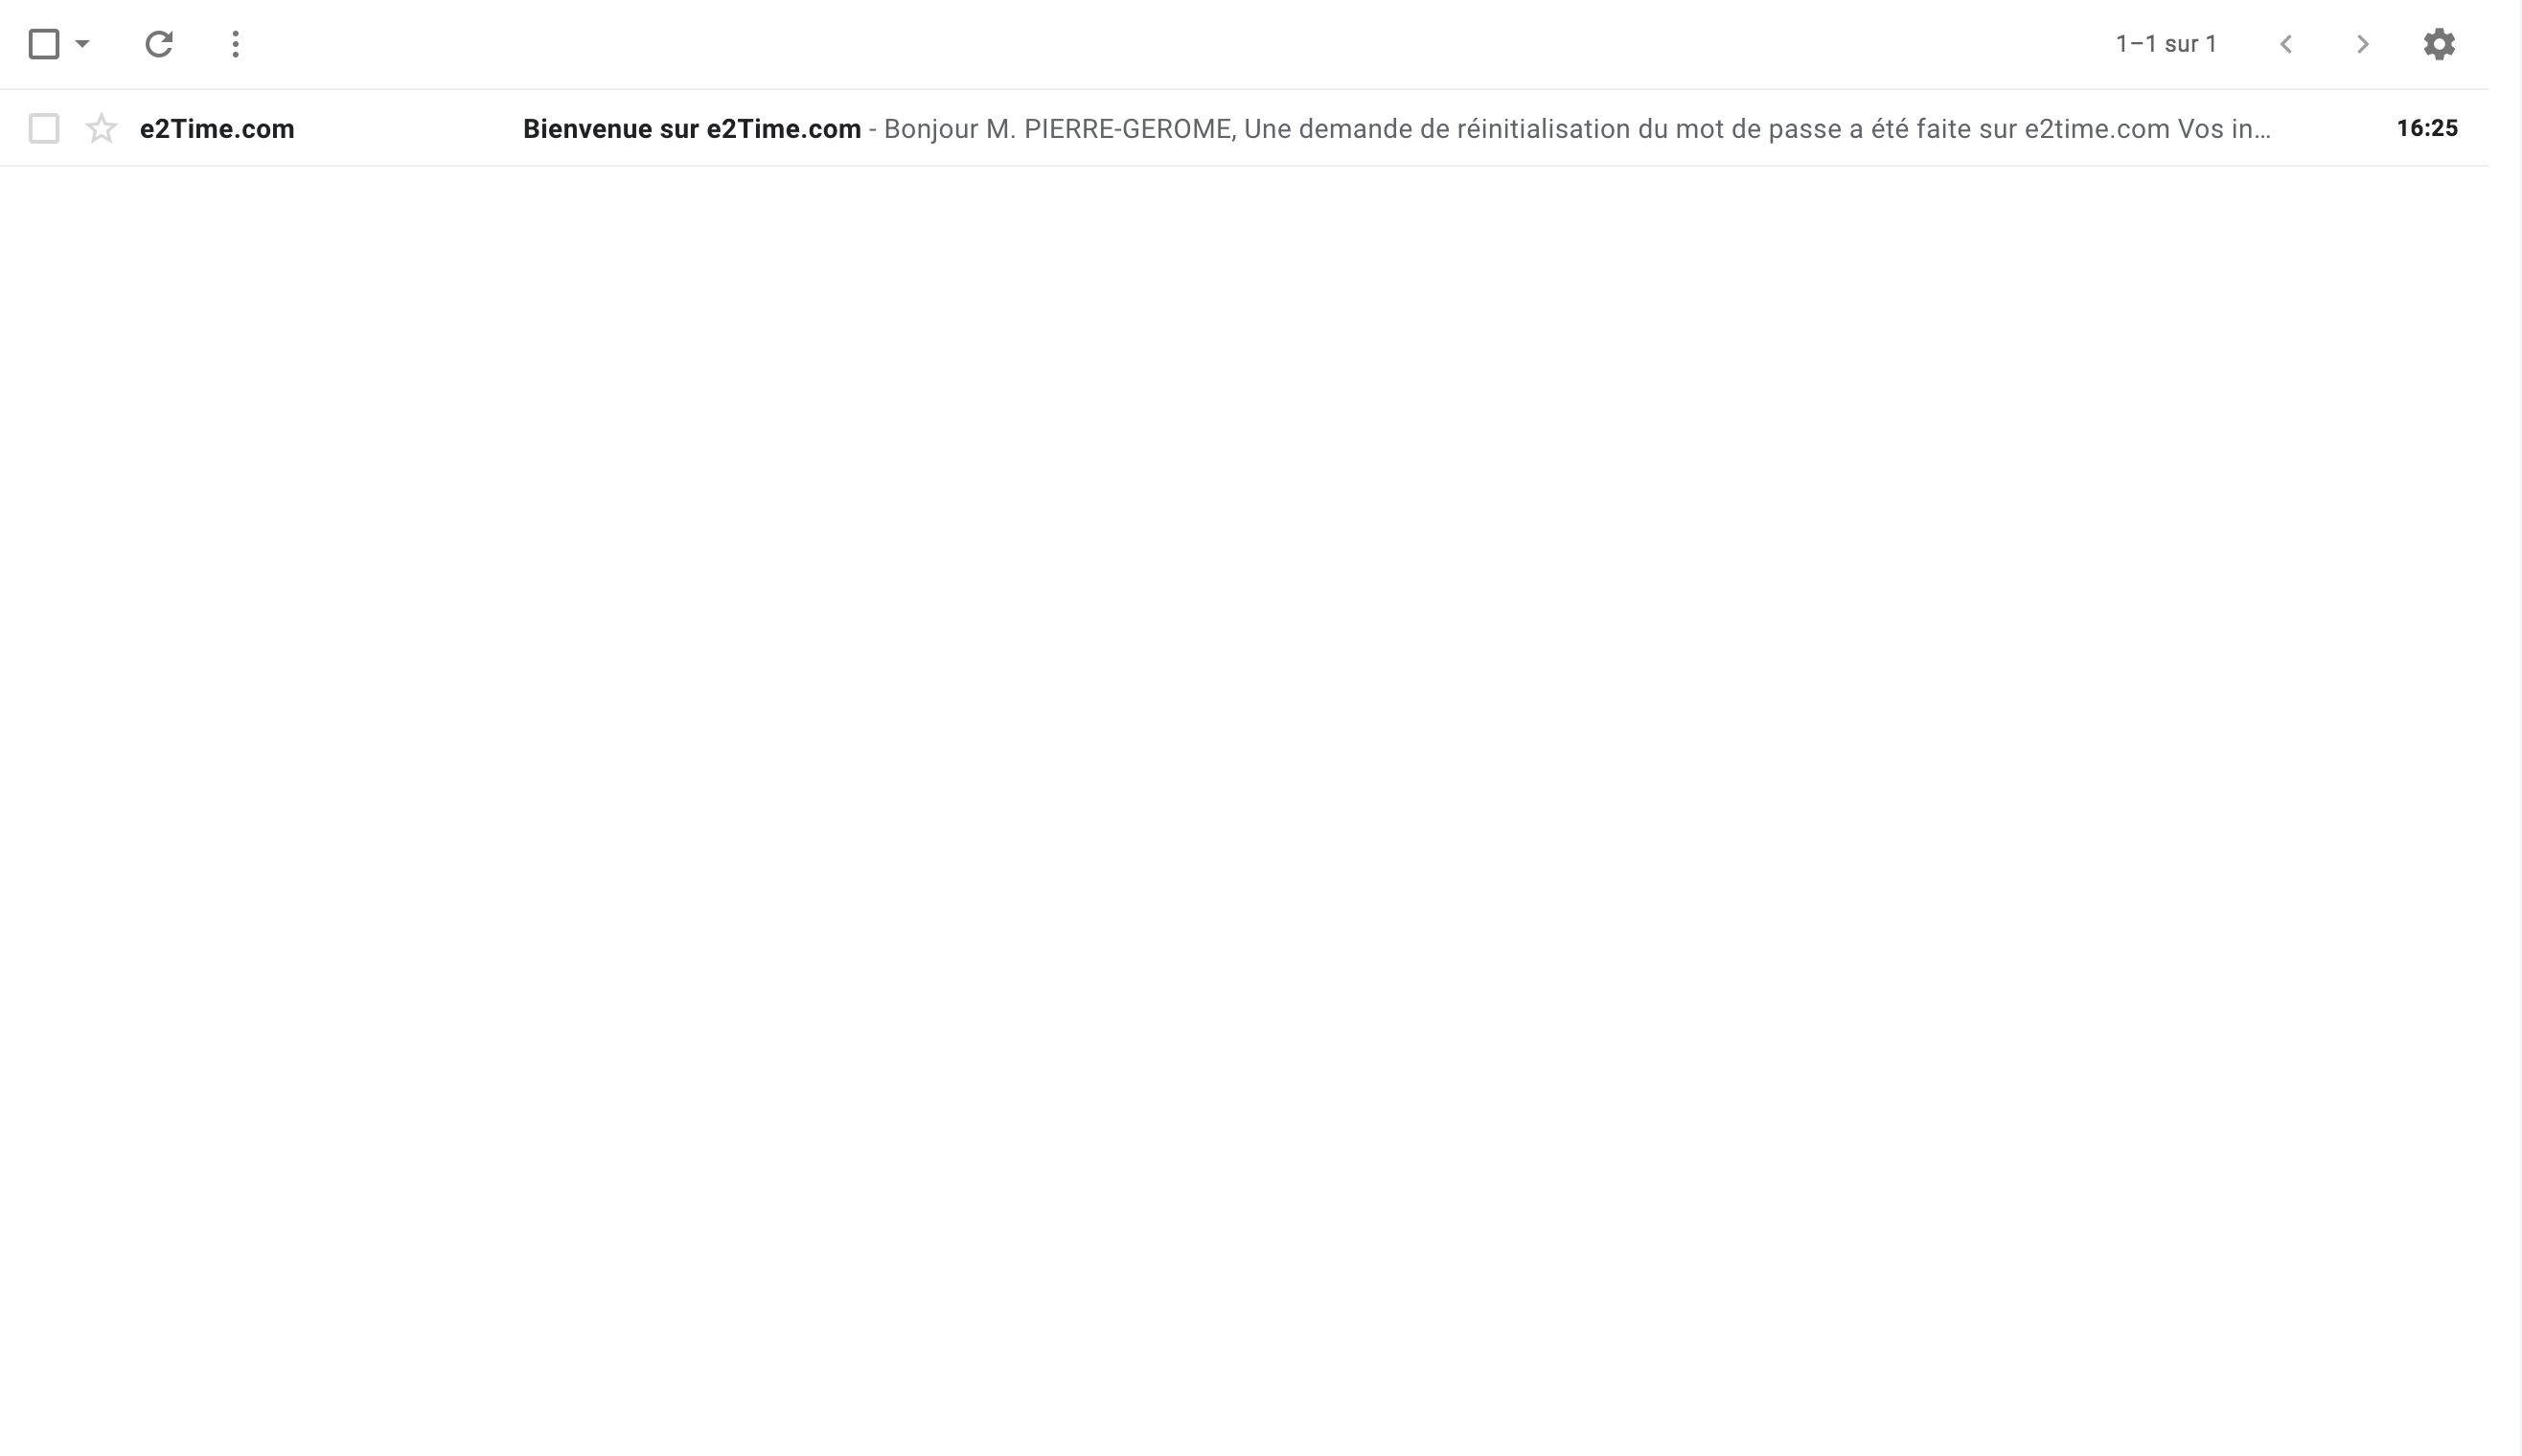 1–1 sur 1
e2Time.com Bienvenue sur e2Time.com - Bonjour M. PIERRE-GEROME, Une demande de réinitialisation du mot de passe a été faite sur e2time.com Vos in… 16:25